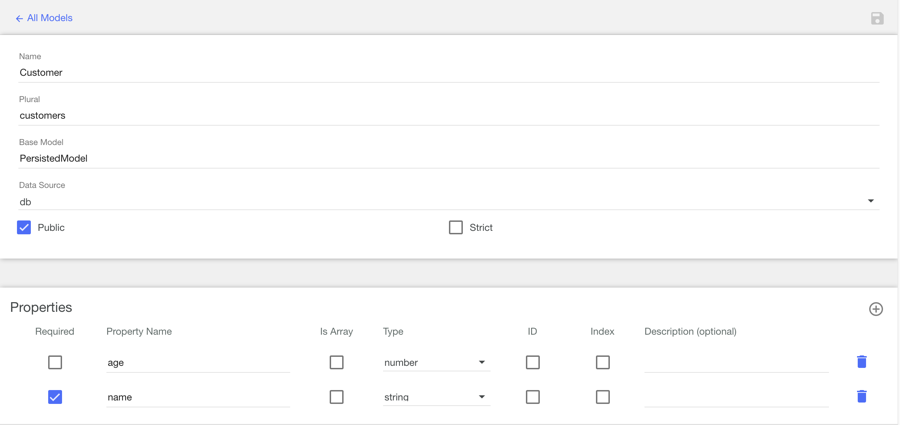 ← All Models
Name
Customer
Plural
customers
Base Model
PersistedModel
Data Source
db
Public Strict
Properties
Required Property Name Is Array Type ID Index Description (optional)
age number
name string